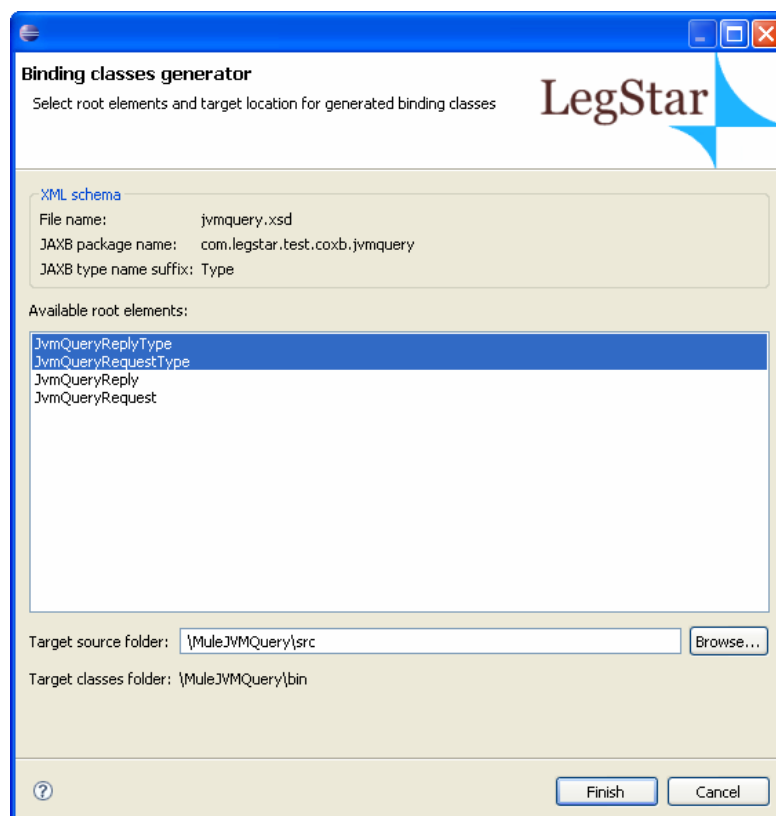 Binding classes generator
Select root elements and target location for generated binding classes
LegStar
XML schema
File name: jvmquery.xsd
JAXB package name: com.legstar.test.coxb.jvmquery
JAXB type name suffix: Type
Available root elements:
JvmQueryReplyType
JvmQueryRequestType
JvmQueryReply
JvmQueryRequest
Target source folder: \MuleJVMQuery\src Browse...
Target classes folder: \MuleJVMQuery\bin
? Finish Cancel